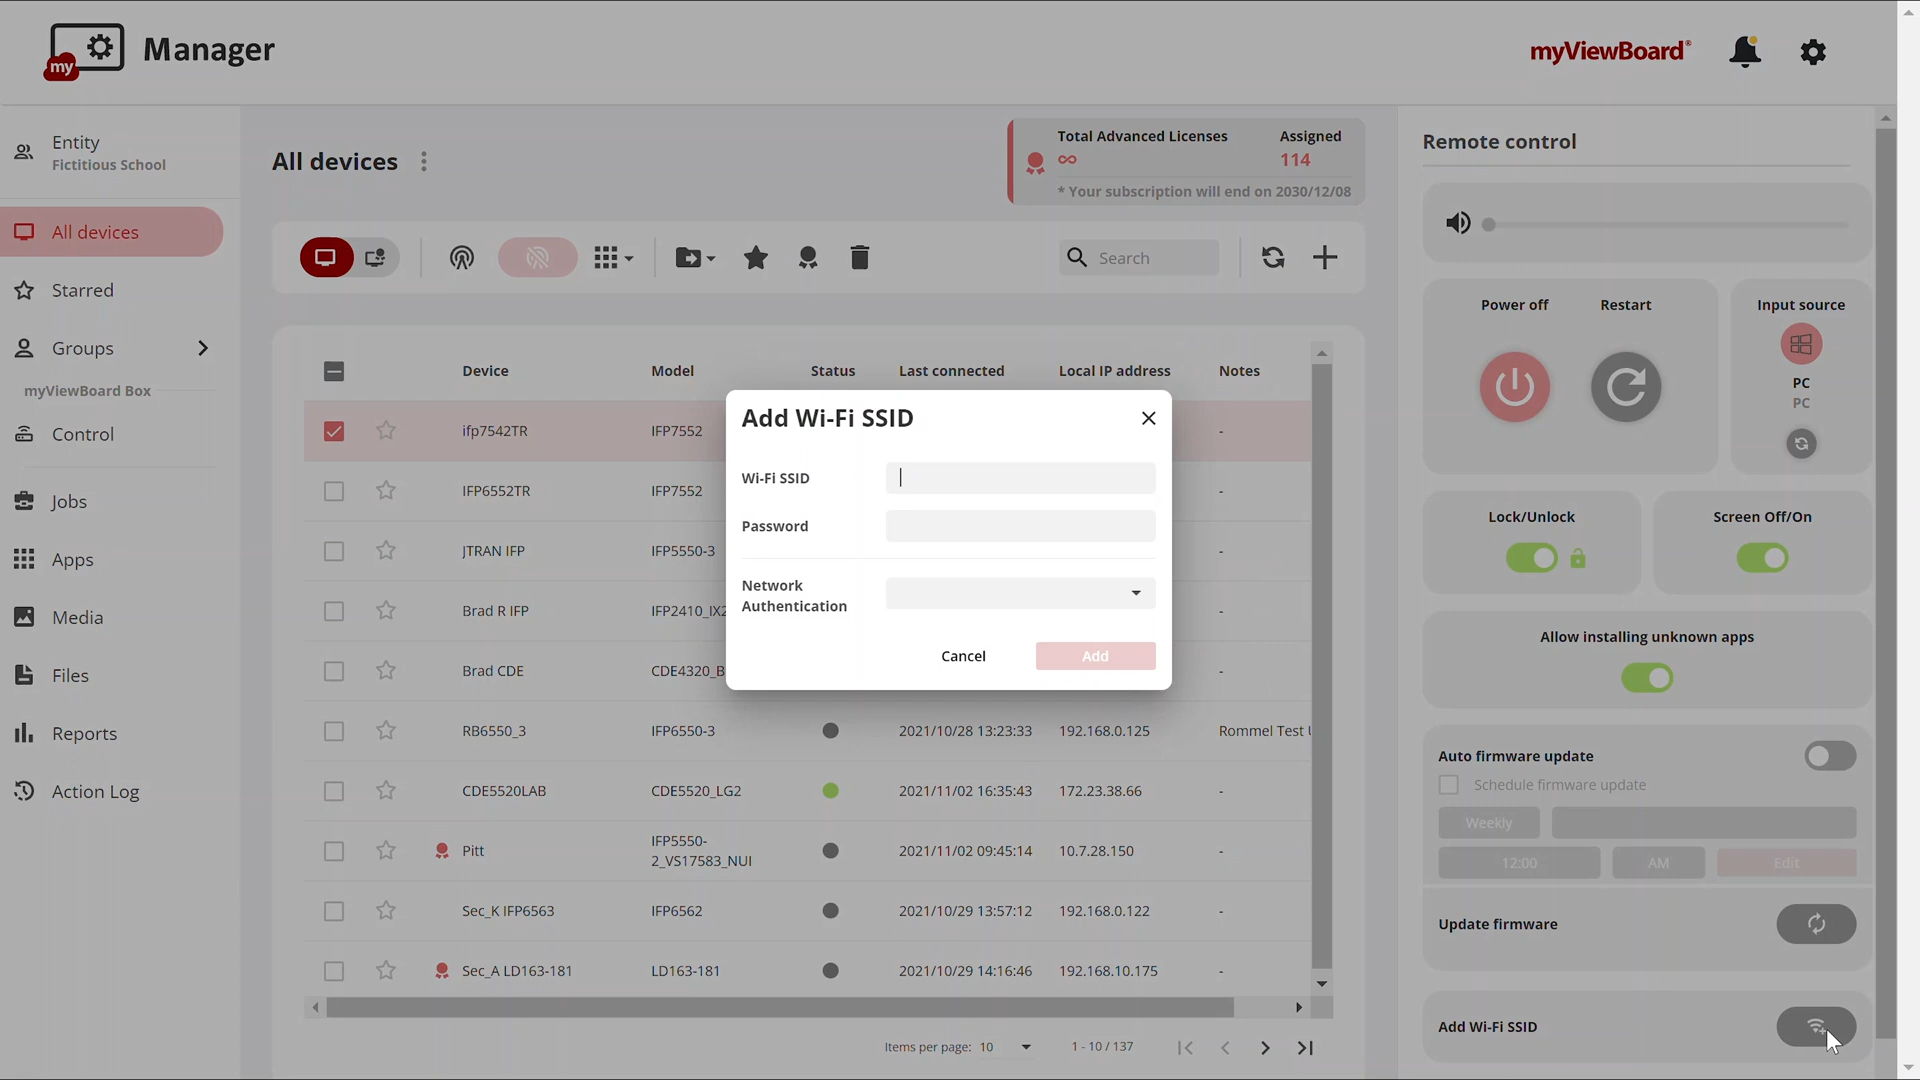 my Manager
myViewBoard®
Entity
Fictitious School
All devices
Starred
Groups
myViewBoard Box
Control
Jobs
Apps
Media
Files
Reports
Action Log
All devices
Total Advanced Licenses Assigned
∞ 114
* Your subscription will end on 2030/12/08
Search
Device Model Status Last connected Local IP address Notes
ifp7542TR IFP7552 -
IFP6552TR IFP7552 -
JTRAN IFP IFP5550-3 -
Brad R IFP IFP2410_IX2 -
Brad CDE CDE4320_B -
RB6550_3 IFP6550-3 2021/10/28 13:23:33 192.168.0.125 Rommel Test
CDE5520LAB CDE5520_LG2 2021/11/02 16:35:43 172.23.38.66 -
Pitt IFP5550-
2_VS17583_NUI 2021/11/02 09:45:14 10.7.28.150 -
Sec_K IFP6563 IFP6562 2021/10/29 13:57:12 192.168.0.122 -
Sec_A LD163-181 LD163-181 2021/10/29 14:16:46 192.168.10.175 -
Items per page: 10 1 - 10 / 137
Add Wi-Fi SSID
Wi-Fi SSID
Password
Network
Authentication
Cancel Add
Remote control
Power off Restart Input source
PC
PC
Lock/Unlock Screen Off/On
Allow installing unknown apps
Auto firmware update
Schedule firmware update
Weekly
12:00 AM Edit
Update firmware
Add Wi-Fi SSID